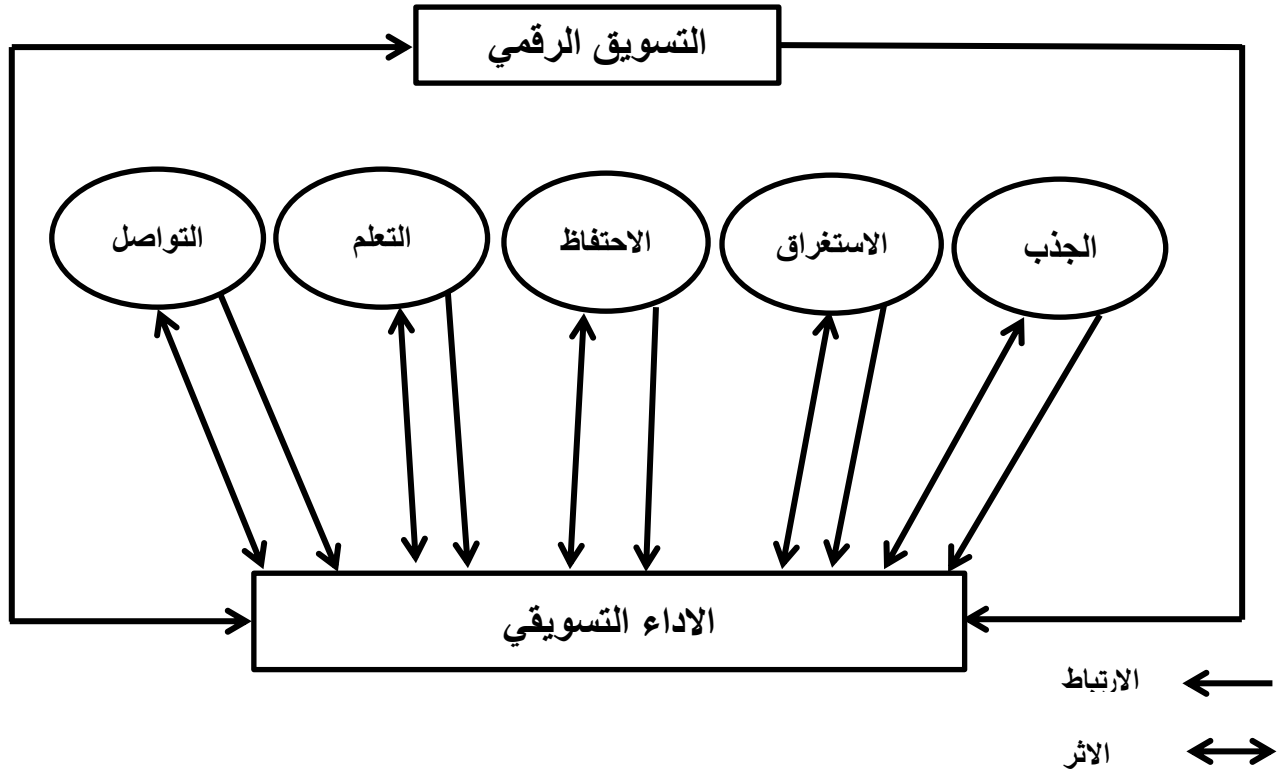 التسويق الرقمي
الجذب
الاستغراق
الاحتفاظ
التعلم
التواصل
الاداء التسويقي
الارتباط
الاثر